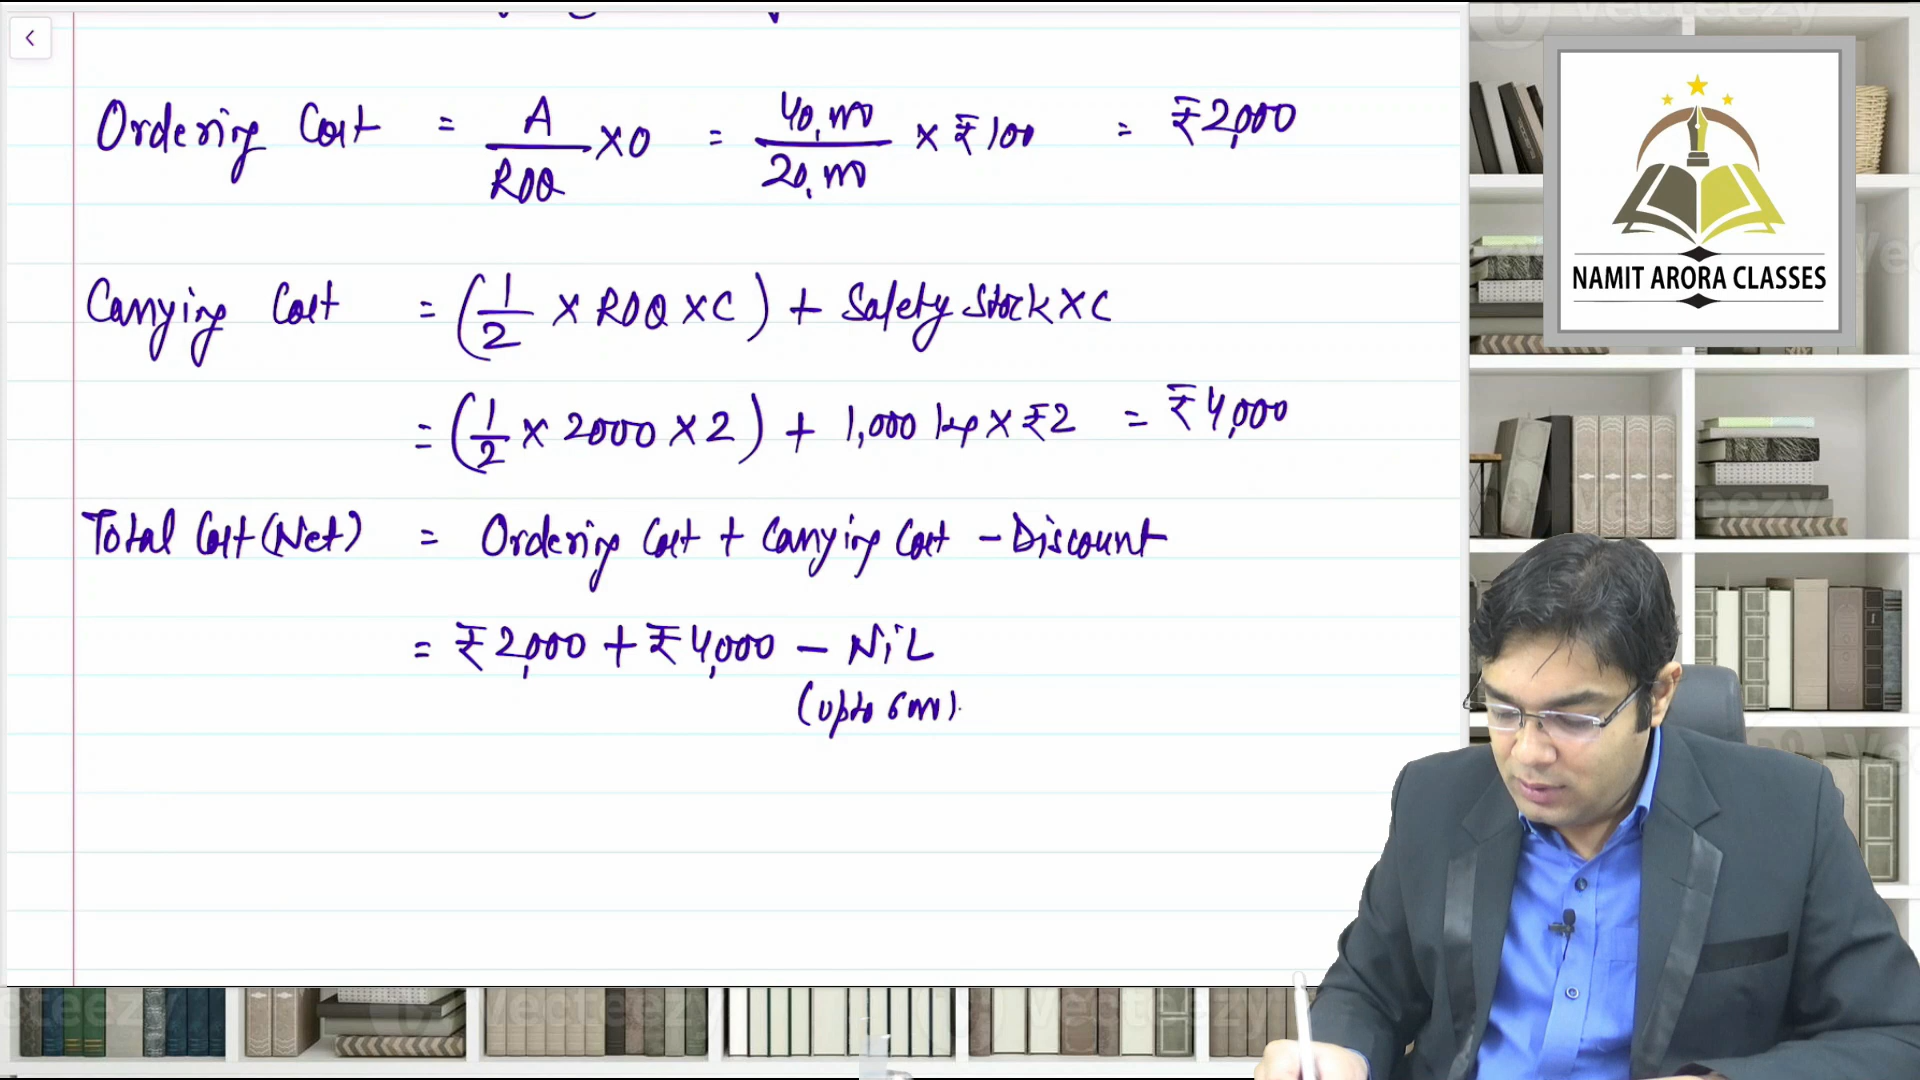 Ordering Cost = A / ROQ × O = 40,000 / 20,000 × ₹100 = ₹2,000
Carrying Cost = (1/2 × ROQ × C) + Safety Stock × C
= (1/2 × 2000 × 2) + 1,000 kg × ₹2 = ₹4,000
Total Cost (Net) = Ordering Cost + Carrying Cost - Discount
= ₹2,000 + ₹4,000 - NiL
(upto 6m)
NAMIT ARORA CLASSES
Vecteezy